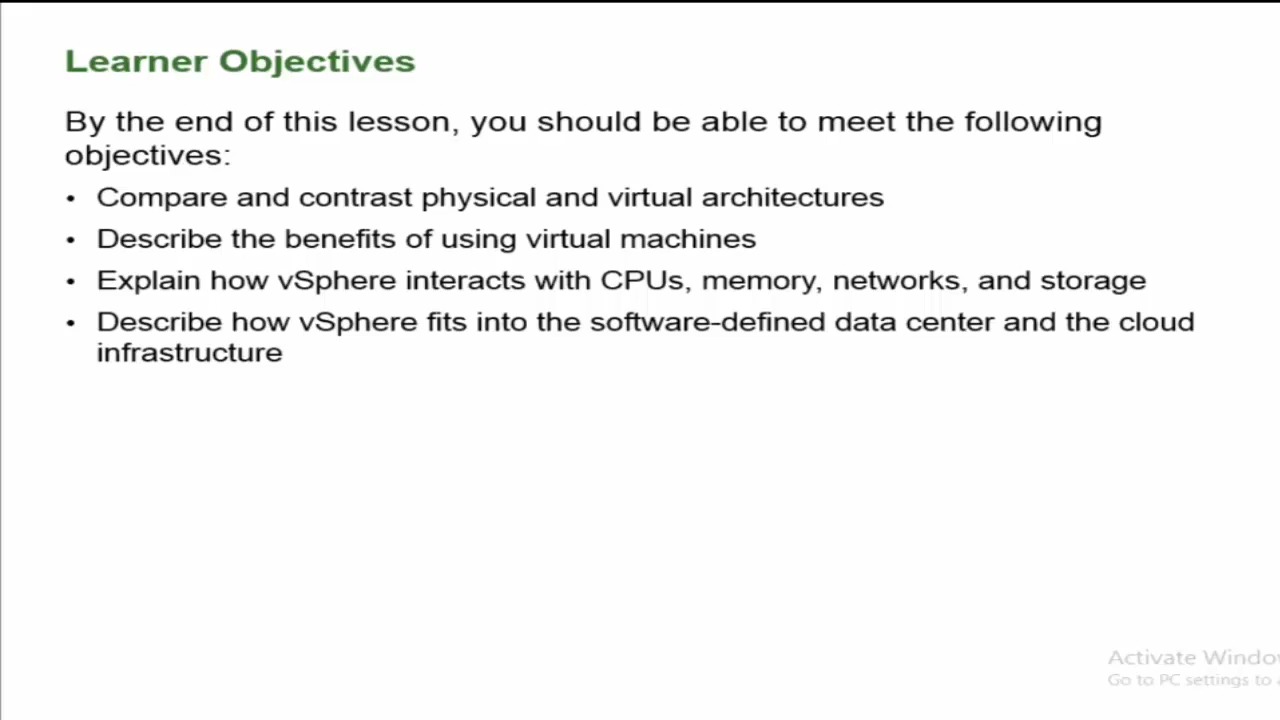 Learner Objectives
By the end of this lesson, you should be able to meet the following
objectives:
• Compare and contrast physical and virtual architectures
• Describe the benefits of using virtual machines
• Explain how vSphere interacts with CPUs, memory, networks, and storage
• Describe how vSphere fits into the software-defined data center and the cloud
infrastructure
Activate Window
Go to PC settings to